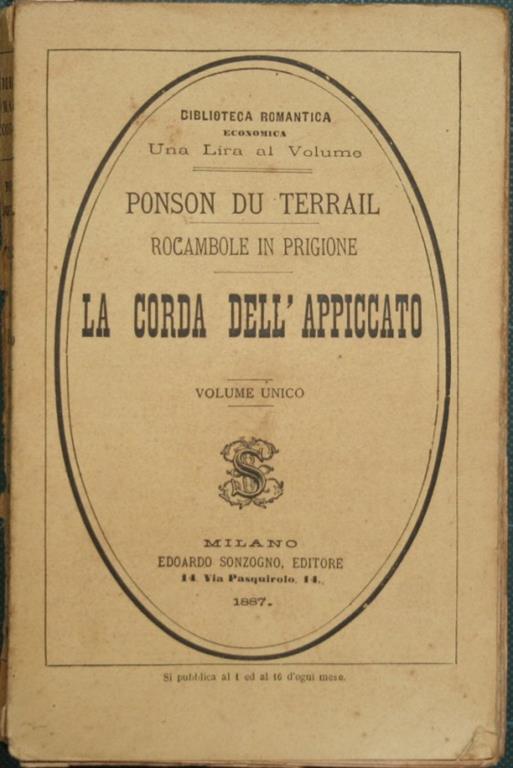 BIBLIOTECA ROMANTICA
ECONOMICA
Una Lira al Volume
PONSON DU TERRAIL
ROCAMBOLE IN PRIGIONE
LA CORDA DELL' APPICCATO
VOLUME UNICO
S
MILANO
EDOARDO SONZOGNO, EDITORE
14. Via Pasquirolo, 14.
1887.
Si pubblica al 1 ed al 16 d'ogni mese.